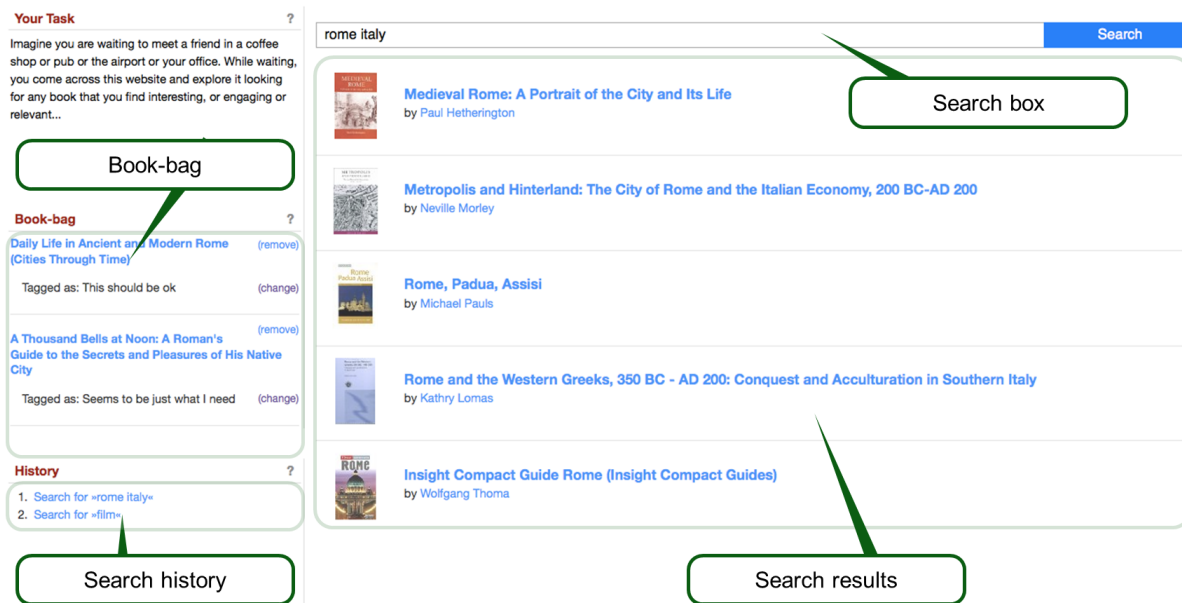 Your Task ?
Imagine you are waiting to meet a friend in a coffee
shop or pub or the airport or your office. While waiting,
you come across this website and explore it looking
for any book that you find interesting, or engaging or
relevant...
Book-bag
Book-bag ?
Daily Life in Ancient and Modern Rome (remove)
(Cities Through Time)
Tagged as: This should be ok (change)
(remove)
A Thousand Bells at Noon: A Roman's
Guide to the Secrets and Pleasures of His Native
City
Tagged as: Seems to be just what I need (change)
History ?
1. Search for »rome italy«
2. Search for »film«
Search history
rome italy Search
Search box
MEDIEVAL
ROME
Medieval Rome: A Portrait of the City and Its Life
by Paul Hetherington
Metropolis and Hinterland: The City of Rome and the Italian Economy, 200 BC-AD 200
by Neville Morley
Rome
Padua Assisi
Rome, Padua, Assisi
by Michael Pauls
Rome and the Western Greeks, 350 BC - AD 200: Conquest and Acculturation in Southern Italy
by Kathry Lomas
ROME
Insight Compact Guide Rome (Insight Compact Guides)
by Wolfgang Thoma
Search results